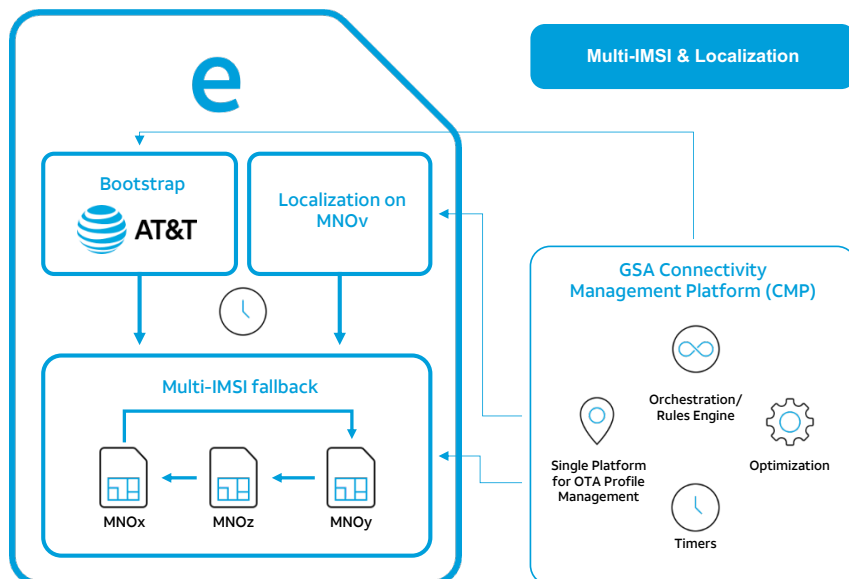 Multi-IMSI & Localization
e
Bootstrap
AT&T
Localization on
MNOv
Multi-IMSI fallback
MNOx
MNOz
MNOy
GSA Connectivity
Management Platform (CMP)
Orchestration/
Rules Engine
Single Platform
for OTA Profile
Management
Optimization
Timers